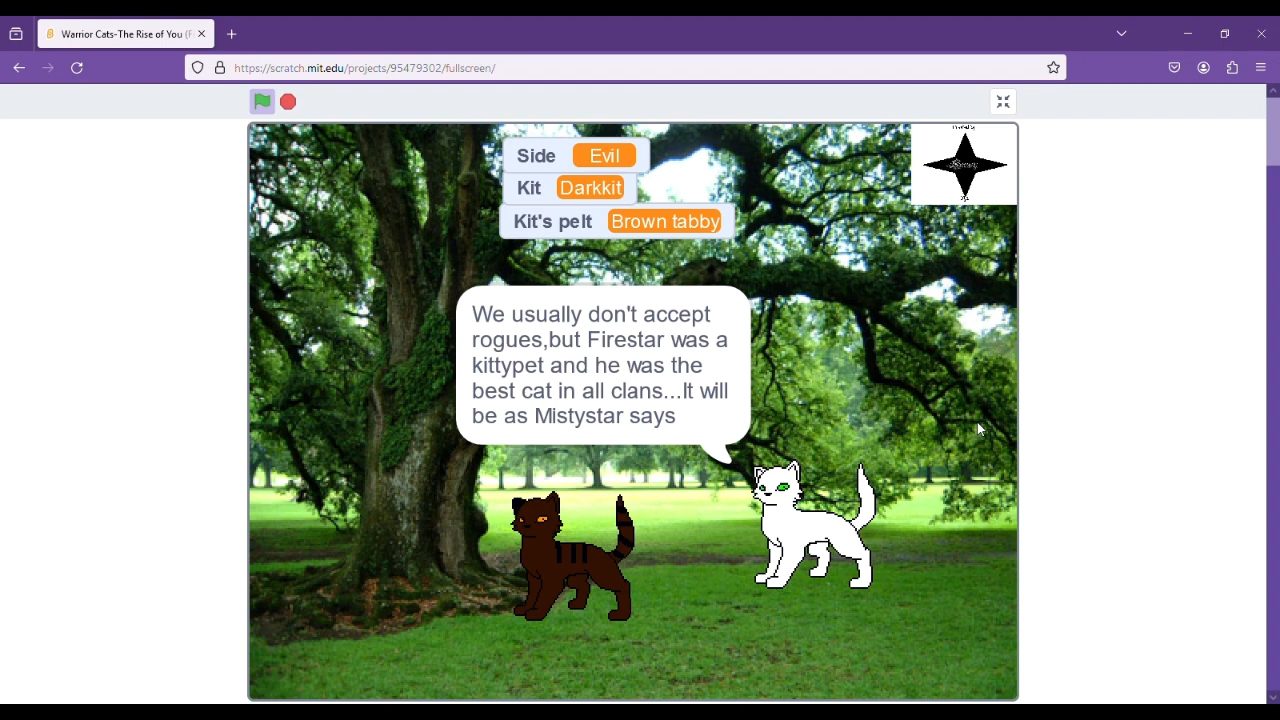 Warrior Cats-The Rise of You (F
https://scratch.mit.edu/projects/95479302/fullscreen/
Side Evil
Kit Darkkit
Kit's pelt Brown tabby
We usually don't accept
rogues,but Firestar was a
kittypet and he was the
best cat in all clans...It will
be as Mistystar says